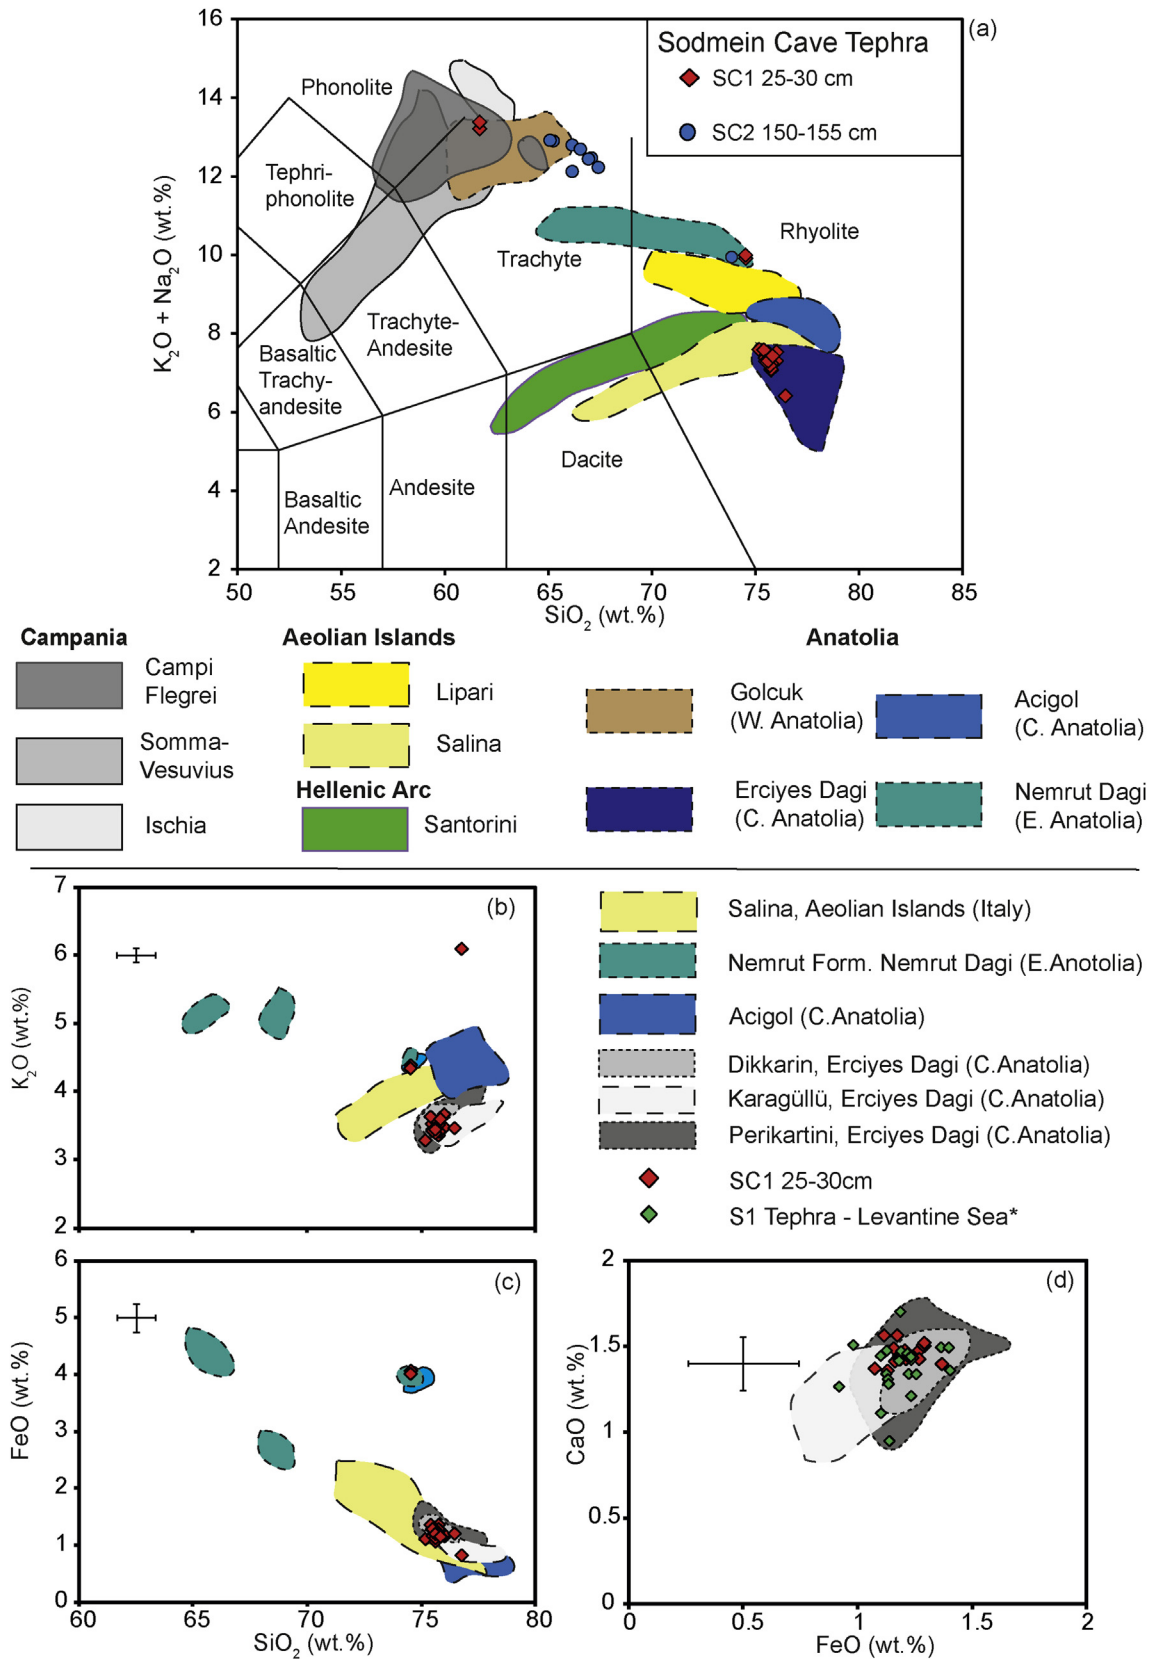 16
14
12
10
8
6
4
2
K2O + Na2O (wt.%)
(a)
Sodmein Cave Tephra
SC1 25-30 cm
SC2 150-155 cm
Phonolite
Tephri-
phonolite
Rhyolite
Trachyte
Trachyte-
Andesite
Basaltic
Trachy-
andesite
Dacite
Andesite
Basaltic
Andesite
50
55
60
65
70
75
80
85
SiO2 (wt.%)
Campania
Campi
Flegrei
Somma-
Vesuvius
Ischia
Aeolian Islands
Lipari
Salina
Hellenic Arc
Santorini
Anatolia
Golcuk
(W. Anatolia)
Erciyes Dagi
(C. Anatolia)
Acigol
(C. Anatolia)
Nemrut Dagi
(E. Anatolia)
7
6
5
4
3
2
K2O (wt.%)
(b)
Salina, Aeolian Islands (Italy)
Nemrut Form. Nemrut Dagi (E.Anotolia)
Acigol (C.Anatolia)
Dikkarin, Erciyes Dagi (C.Anatolia)
Karagüllü, Erciyes Dagi (C.Anatolia)
Perikartini, Erciyes Dagi (C.Anatolia)
SC1 25-30cm
S1 Tephra - Levantine Sea*
6
5
4
3
2
1
0
FeO (wt.%)
(c)
60
65
70
75
80
SiO2 (wt.%)
2
1.5
1
0.5
0
CaO (wt.%)
(d)
0
0.5
1
1.5
2
FeO (wt.%)